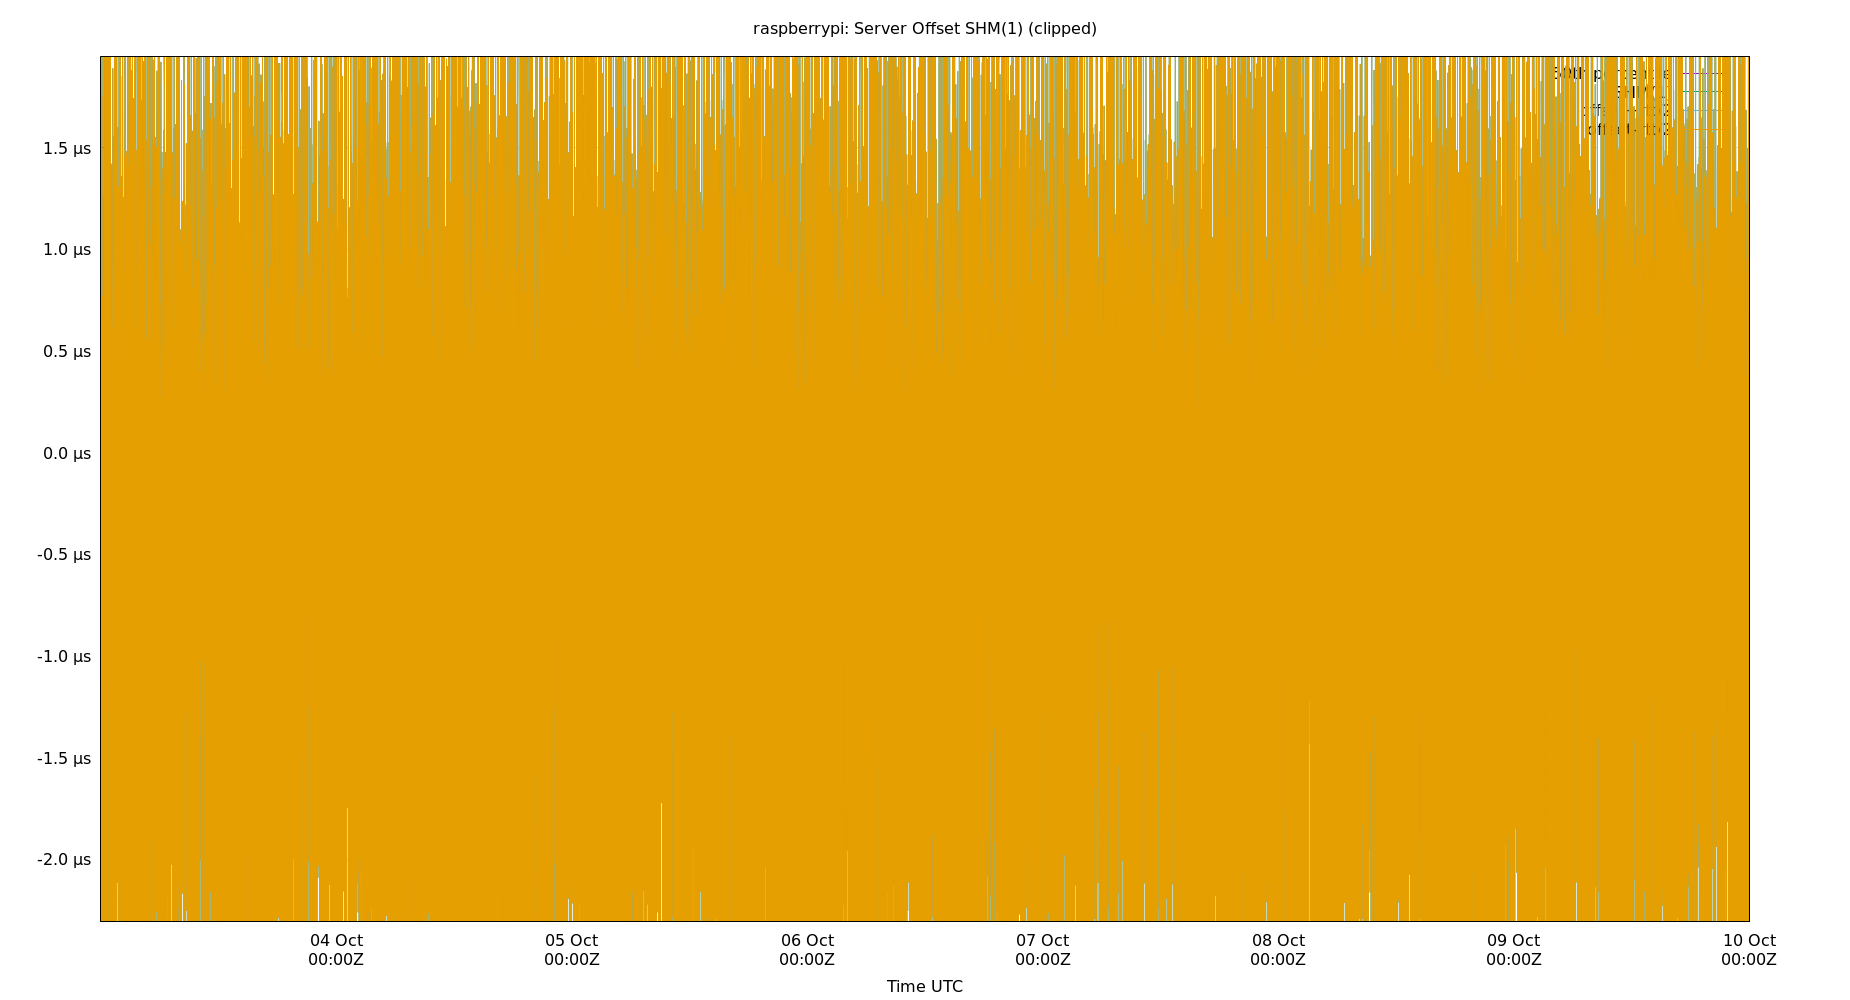 raspberrypi: Server Offset SHM(1) (clipped)
1.5 µs
1.0 µs
0.5 µs
0.0 µs
-0.5 µs
-1.0 µs
-1.5 µs
-2.0 µs
04 Oct 05 Oct 06 Oct 07 Oct 08 Oct 09 Oct 10 Oct
00:00Z 00:00Z 00:00Z 00:00Z 00:00Z 00:00Z 00:00Z
Time UTC